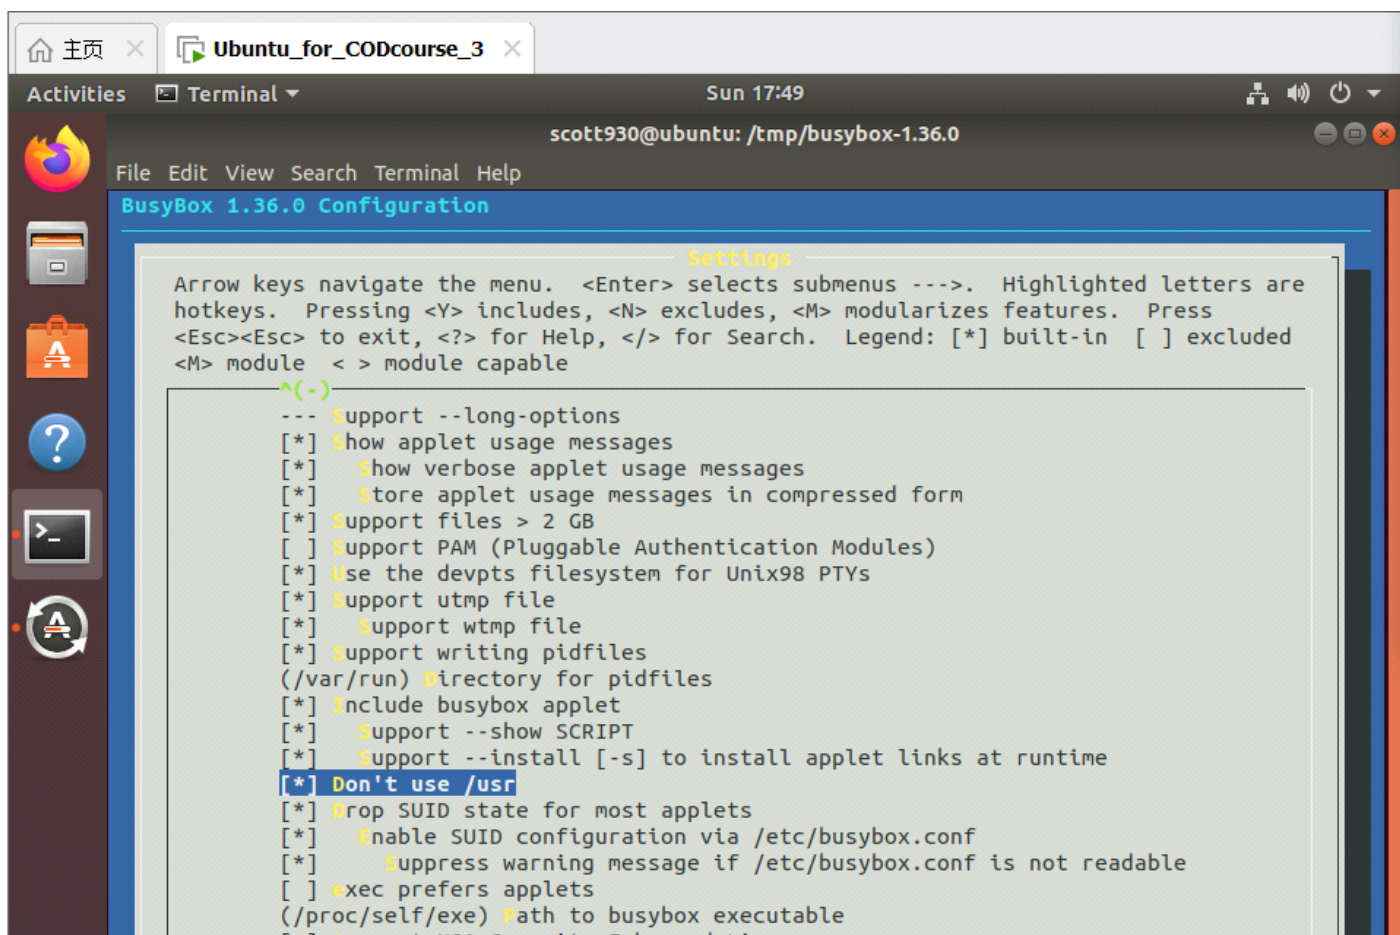 主页
Ubuntu_for_CODcourse_3
Activities
Terminal
Sun 17:49
scott930@ubuntu: /tmp/busybox-1.36.0
File Edit View Search Terminal Help
BusyBox 1.36.0 Configuration
Settings
Arrow keys navigate the menu.  <Enter> selects submenus --->.  Highlighted letters are
hotkeys.  Pressing <Y> includes, <N> excludes, <M> modularizes features.  Press
<Esc><Esc> to exit, <?> for Help, </> for Search.  Legend: [*] built-in  [ ] excluded
<M> module  < > module capable
^(-)
--- Support --long-options
[*] Show applet usage messages
[*]   Show verbose applet usage messages
[*]   Store applet usage messages in compressed form
[*] Support files > 2 GB
[ ] Support PAM (Pluggable Authentication Modules)
[*] Use the devpts filesystem for Unix98 PTYs
[*] Support utmp file
[*]   Support wtmp file
[*] Support writing pidfiles
(/var/run) Directory for pidfiles
[*] Include busybox applet
[*]   Support --show SCRIPT
[*]   Support --install [-s] to install applet links at runtime
[*] Don't use /usr
[*] Drop SUID state for most applets
[*]   Enable SUID configuration via /etc/busybox.conf
[*]     Suppress warning message if /etc/busybox.conf is not readable
[ ] exec prefers applets
(/proc/self/exe) Path to busybox executable